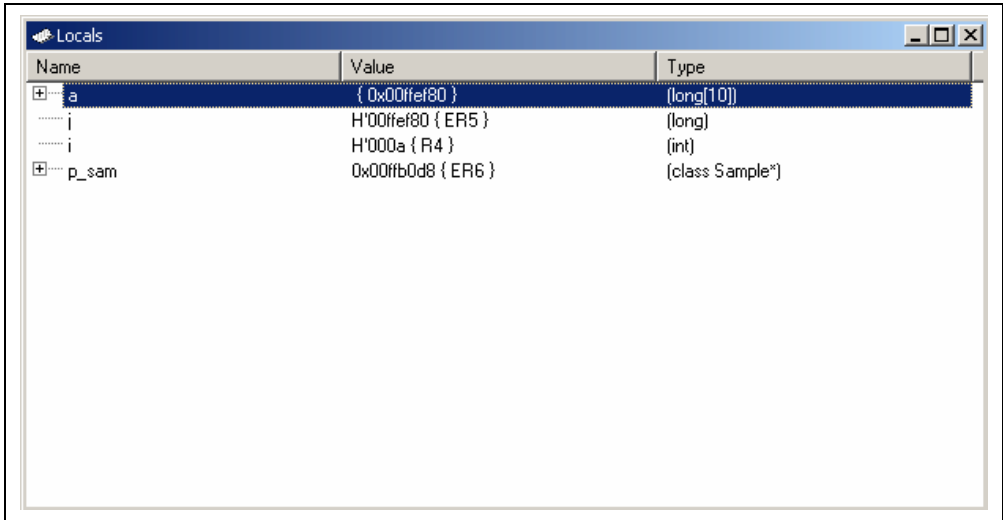 Locals
Name Value Type
a { 0x00ffef80 } (long[10])
j H'00ffef80 { ER5 } (long)
i H'000a { R4 } (int)
p_sam 0x00ffb0d8 { ER6 } (class Sample*)